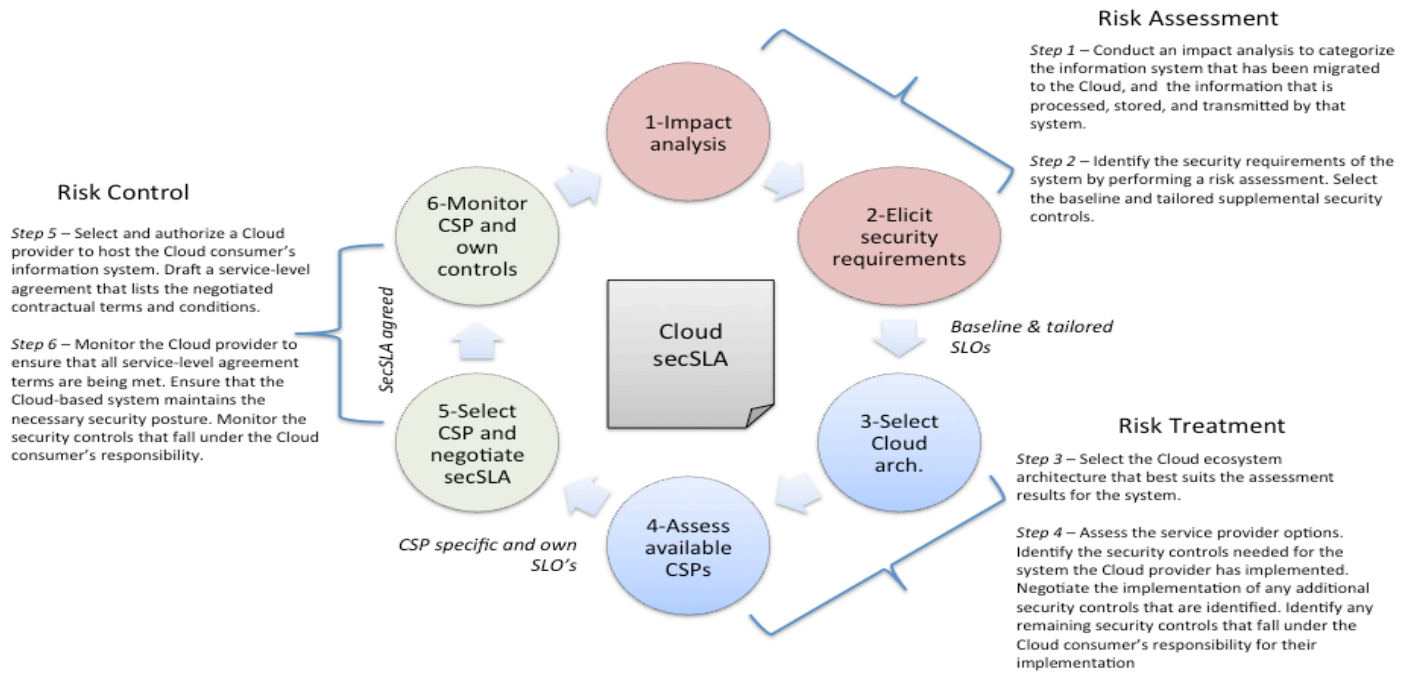 Risk Assessment
Step 1 – Conduct an impact analysis to categorize
the information system that has been migrated
to the Cloud, and the information that is
processed, stored, and transmitted by that
system.
Step 2 – Identify the security requirements of the
system by performing a risk assessment. Select
the baseline and tailored supplemental security
controls.
1-Impact
analysis
2-Elicit
security
requirements
Baseline & tailored
SLOs
3-Select
Cloud
arch.
Risk Treatment
Step 3 – Select the Cloud ecosystem
architecture that best suits the assessment
results for the system.
Step 4 – Assess the service provider options.
Identify the security controls needed for the
system the Cloud provider has implemented.
Negotiate the implementation of any additional
security controls that are identified. Identify any
remaining security controls that fall under the
Cloud consumer's responsibility for their
implementation
4-Assess
available
CSPs
CSP specific and own
SLO's
5-Select
CSP and
negotiate
secSLA
SecSLA agreed
6-Monitor
CSP and
own
controls
Cloud
secSLA
Risk Control
Step 5 – Select and authorize a Cloud
provider to host the Cloud consumer's
information system. Draft a service-level
agreement that lists the negotiated
contractual terms and conditions.
Step 6 – Monitor the Cloud provider to
ensure that all service-level agreement
terms are being met. Ensure that the
Cloud-based system maintains the
necessary security posture. Monitor the
security controls that fall under the Cloud
consumer's responsibility.